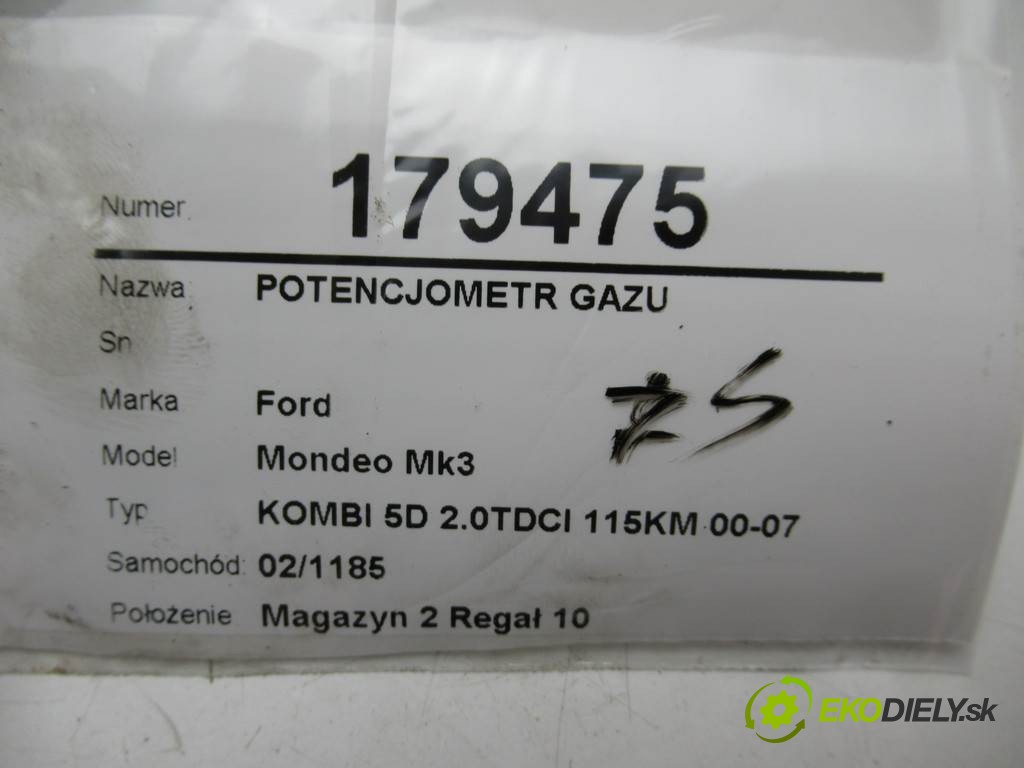 Numer 179475
Nazwa POTENCJOMETR GAZU
Sn
Marka Ford
Model Mondeo Mk3
Typ KOMBI 5D 2.0TDCI 115KM 00-07
Samochód: 02/1185
Położenie Magazyn 2 Regał 10
EKODIELY.sk